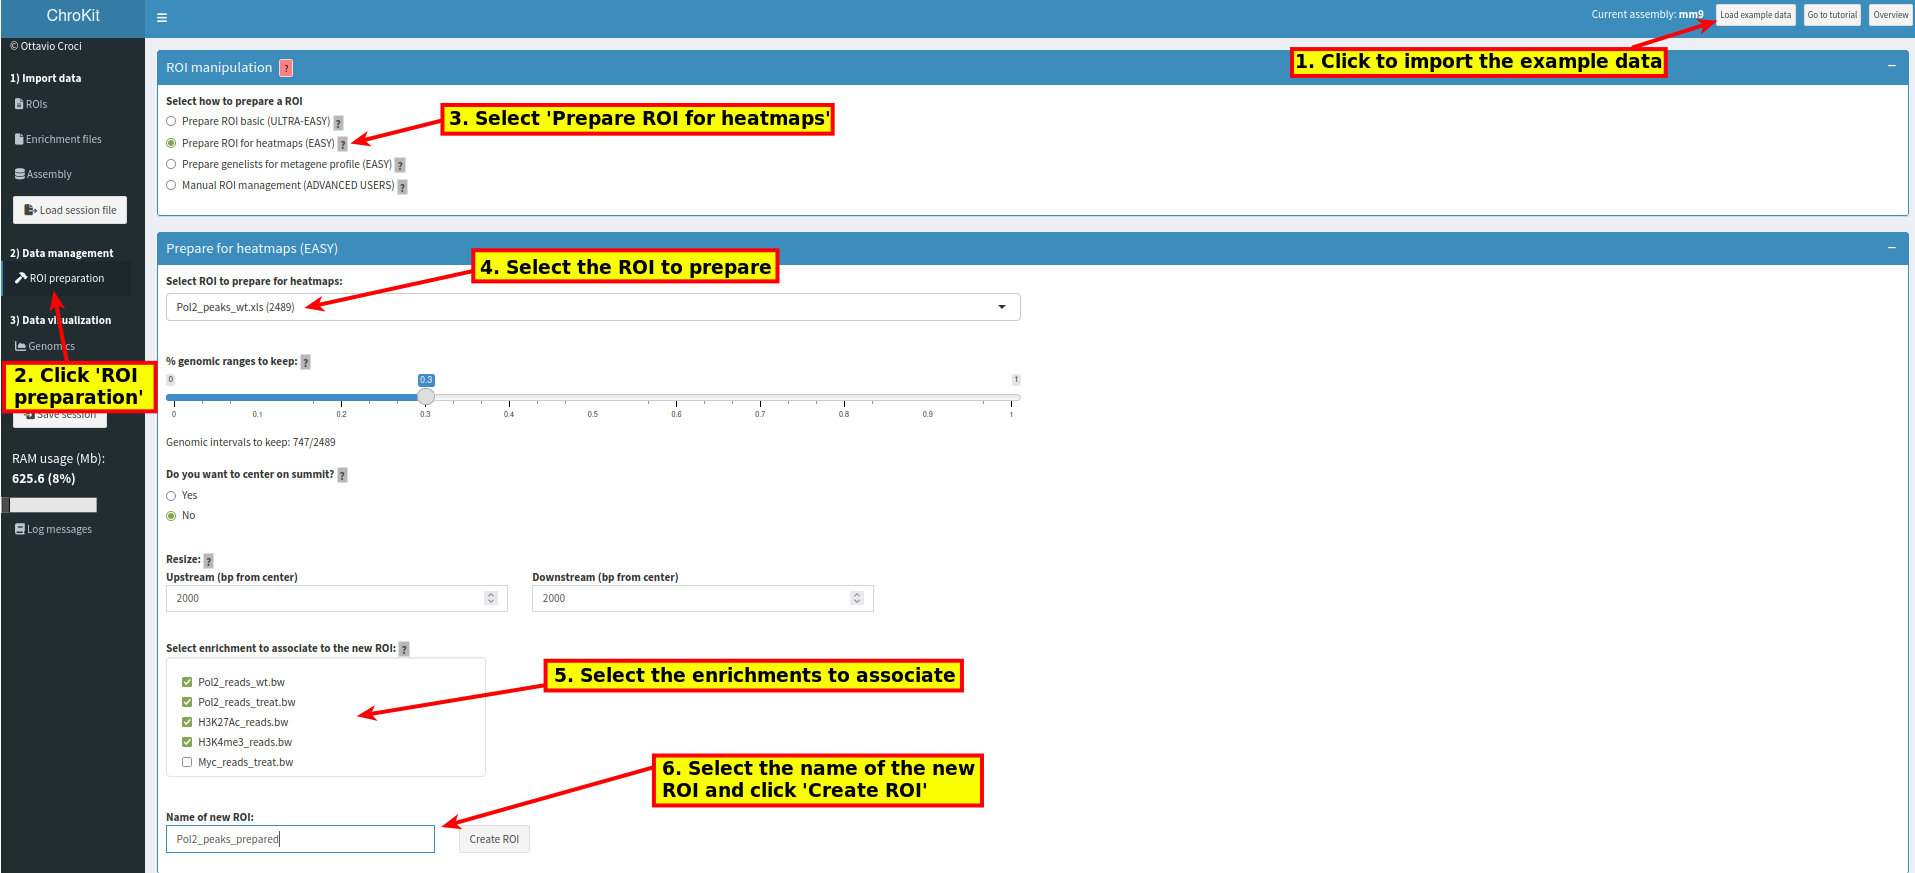 ChroKit
Current assembly: mm9
Load example data
Go to tutorial
Overview
© Ottavio Croci
1) Import data
ROIs
Enrichment files
Assembly
Load session file
2) Data management
ROI preparation
3) Data visualization
Genomics
2. Click 'ROI
preparation'
Save session
RAM usage (Mb):
625.6 (8%)
Log messages
ROI manipulation ?
1. Click to import the example data
Select how to prepare a ROI
Prepare ROI basic (ULTRA-EASY) ?
3. Select 'Prepare ROI for heatmaps'
Prepare ROI for heatmaps (EASY) ?
Prepare genelists for metagene profile (EASY) ?
Manual ROI management (ADVANCED USERS) ?
Prepare for heatmaps (EASY)
4. Select the ROI to prepare
Select ROI to prepare for heatmaps:
Pol2_peaks_wt.xls (2489)
% genomic ranges to keep: ?
0 0.3 1
0 0.1 0.2 0.3 0.4 0.5 0.6 0.7 0.8 0.9 1
Genomic intervals to keep: 747/2489
Do you want to center on summit? ?
Yes
No
Resize: ?
Upstream (bp from center)
2000
Downstream (bp from center)
2000
Select enrichment to associate to the new ROI: ?
5. Select the enrichments to associate
Pol2_reads_wt.bw
Pol2_reads_treat.bw
H3K27Ac_reads.bw
H3K4me3_reads.bw
Myc_reads_treat.bw
6. Select the name of the new
ROI and click 'Create ROI'
Name of new ROI:
Pol2_peaks_prepared
Create ROI